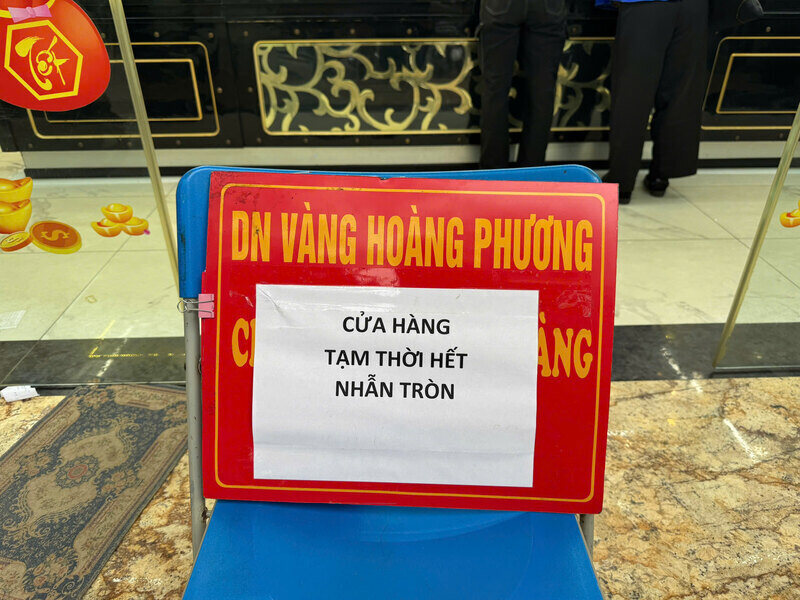 DN VÀNG HOÀNG PHƯƠNG
CỬA HÀNG
TẠM THỜI HẾT
NHẪN TRÒN